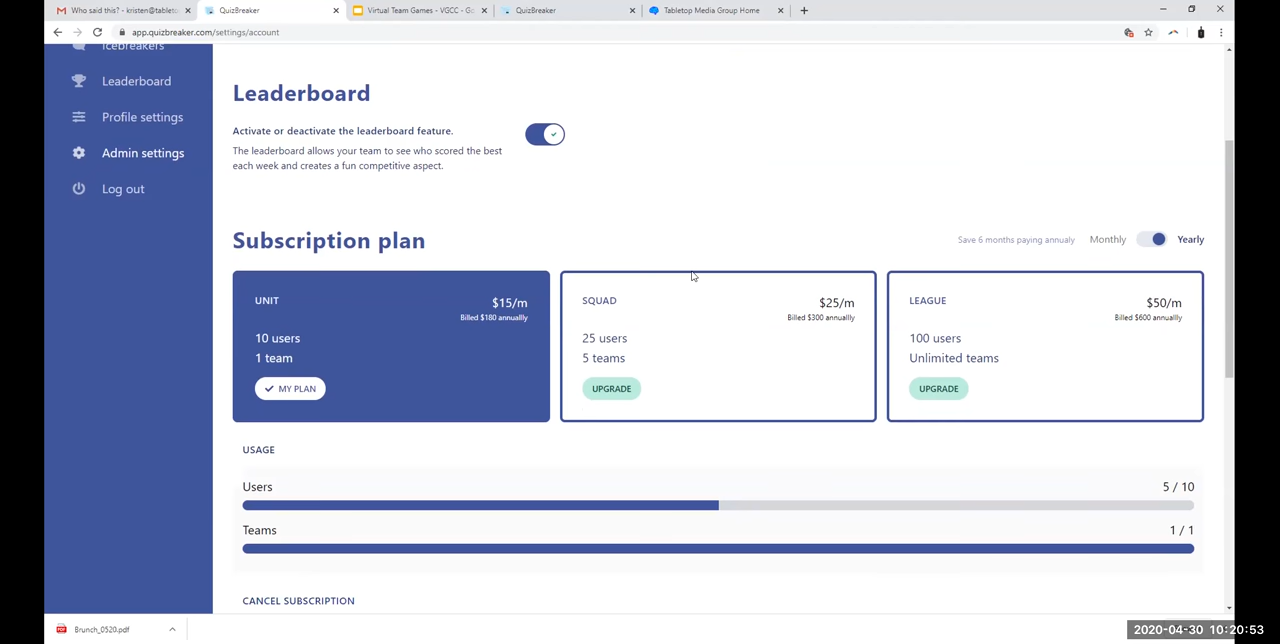 Who said this? - kristen@tableto
QuizBreaker
Virtual Team Games - VGCC - Go
QuizBreaker
Tabletop Media Group Home
app.quizbreaker.com/settings/account
Icebreakers
Leaderboard
Profile settings
Admin settings
Log out
Leaderboard
Activate or deactivate the leaderboard feature.
The leaderboard allows your team to see who scored the best
each week and creates a fun competitive aspect.
Subscription plan
Save 6 months paying annualy
Monthly
Yearly
UNIT
$15/m
Billed $180 annuallly
10 users
1 team
MY PLAN
SQUAD
$25/m
Billed $300 annuallly
25 users
5 teams
UPGRADE
LEAGUE
$50/m
Billed $600 annuallly
100 users
Unlimited teams
UPGRADE
USAGE
Users
5 / 10
Teams
1 / 1
CANCEL SUBSCRIPTION
Brunch_0520.pdf
2020-04-30 10:20:53